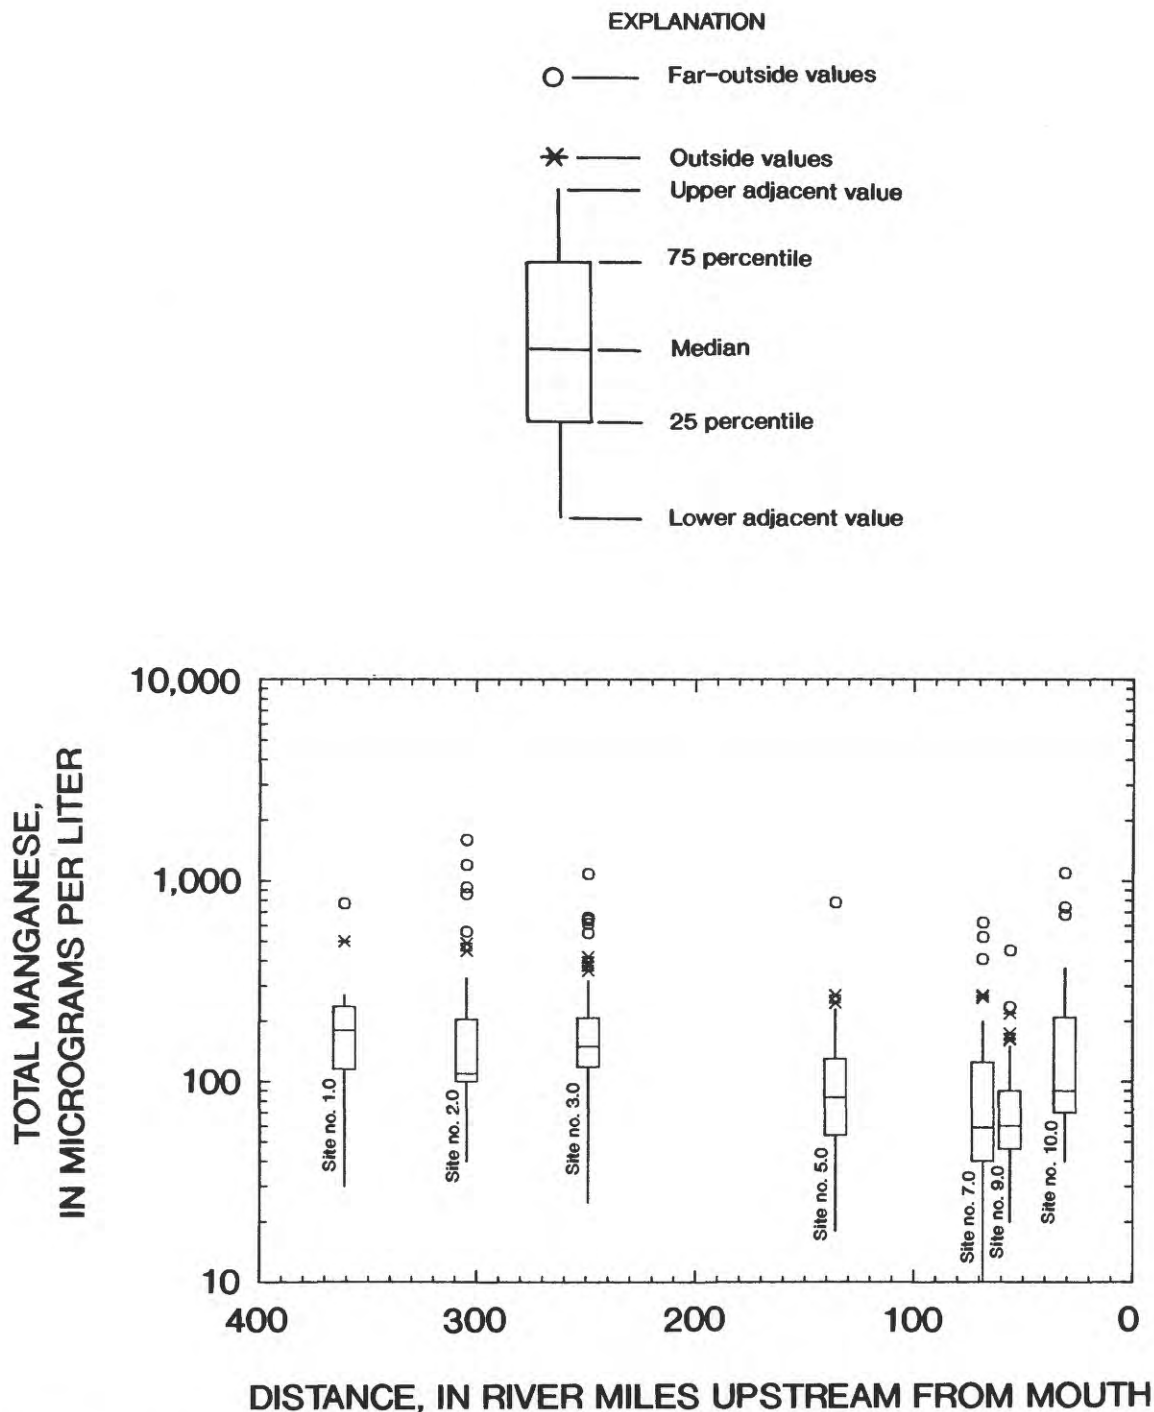 EXPLANATION
Far-outside values
Outside values
Upper adjacent value
75 percentile
Median
25 percentile
Lower adjacent value
TOTAL MANGANESE,
IN MICROGRAMS PER LITER
10,000
1,000
100
10
Site no. 1.0
Site no. 2.0
Site no. 3.0
Site no. 5.0
Site no. 7.0
Site no. 9.0
Site no. 10.0
400 300 200 100 0
DISTANCE, IN RIVER MILES UPSTREAM FROM MOUTH